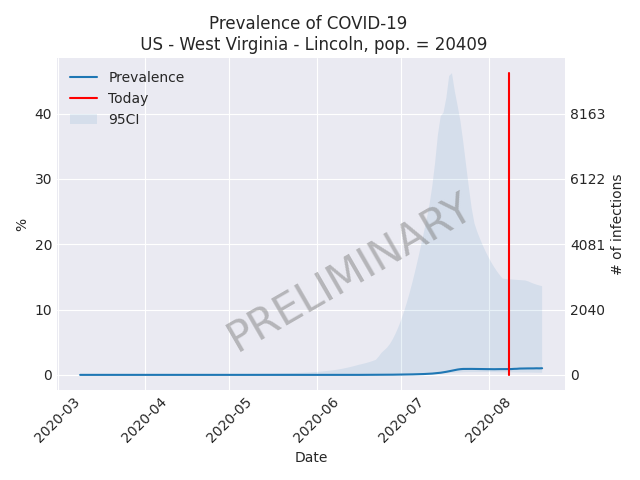 Prevalence of COVID-19
US - West Virginia - Lincoln, pop. = 20409
Prevalence
Today
95CI
%
40
30
20
10
0
8163
6122
4081
2040
0
# of infections
PRELIMINARY
2020-03
2020-04
2020-05
2020-06
2020-07
2020-08
Date